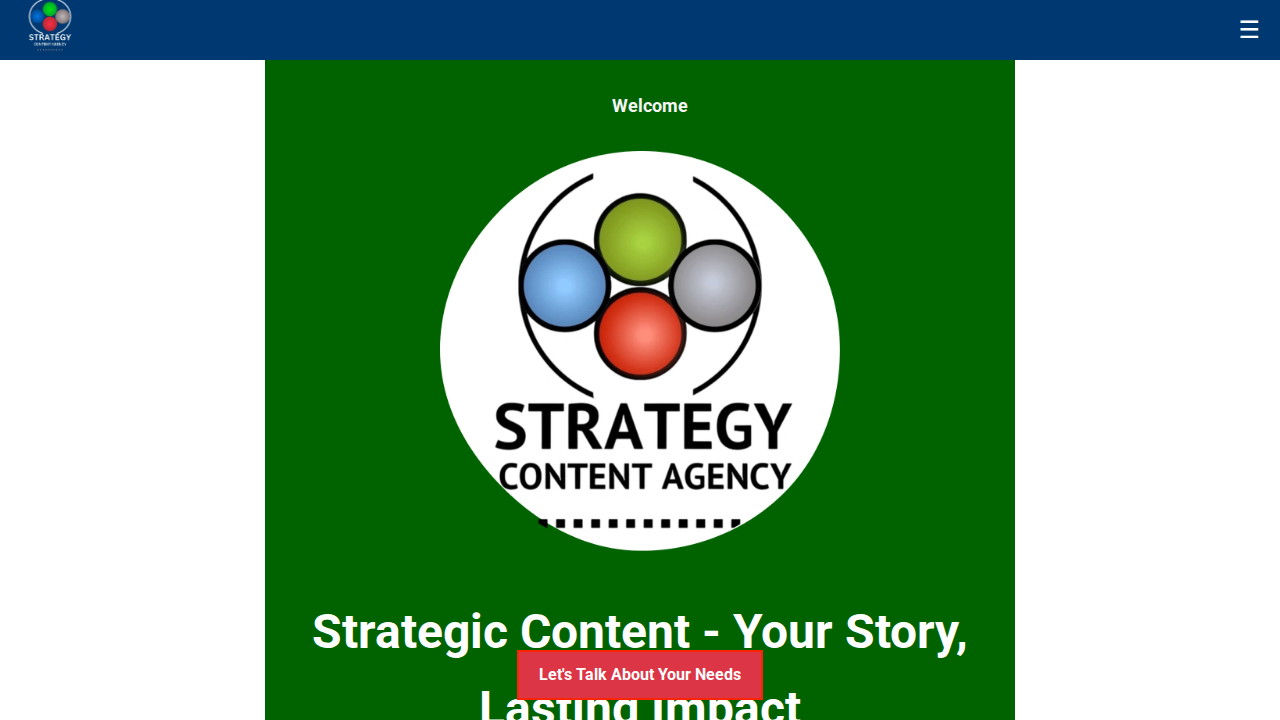 STRATEGY
CONTENT AGENCY
Welcome
STRATEGY
CONTENT AGENCY
Strategic Content - Your Story,
Let's Talk About Your Needs
Lasting Impact